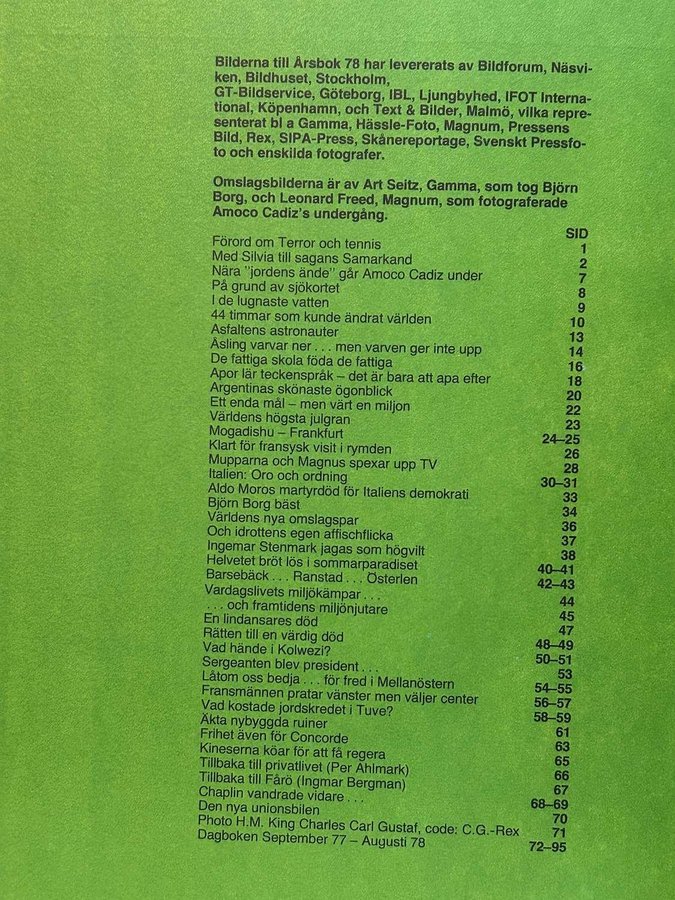 Bilderna till Årsbok 78 har levererats av Bildforum, Näsvi-
ken, Bildhuset, Stockholm,
GT-Bildservice, Göteborg, IBL, Ljungbyhed, IFOT Interna-
tional, Köpenhamn, och Text & Bilder, Malmö, vilka repre-
senterat bl a Gamma, Hässle-Foto, Magnum, Pressens
Bild, Rex, SIPA-Press, Skånereportage, Svenskt Pressfo-
to och enskilda fotografer.
Omslagsbilderna är av Art Seitz, Gamma, som tog Björn
Borg, och Leonard Freed, Magnum, som fotograferade
Amoco Cadiz's undergång.
SID
Förord om Terror och tennis 1
Med Silvia till sagans Samarkand 2
Nära "jordens ände" går Amoco Cadiz under 7
På grund av sjökortet 8
I de lugnaste vatten 9
44 timmar som kunde ändrat världen 10
Asfaltens astronauter 13
Åsling varvar ner . . . men varven ger inte upp 14
De fattiga skola föda de fattiga 16
Apor lär teckenspråk – det är bara att apa efter 18
Argentinas skönaste ögonblick 20
Ett enda mål – men värt en miljon 22
Världens högsta julgran 23
Mogadishu – Frankfurt 24–25
Klart för fransysk visit i rymden 26
Mupparna och Magnus spexar upp TV 28
Italien: Oro och ordning 30–31
Aldo Moros martyrdöd för Italiens demokrati 33
Björn Borg bäst 34
Världens nya omslagspar 36
Och idrottens egen affischflicka 37
Ingemar Stenmark jagas som högvilt 38
Helvetet bröt lös i sommarparadiset 40–41
Barsebäck . . . Ranstad . . . Österlen 42–43
Vardagslivets miljökämpar . . . 44
. . . och framtidens miljönjutare 45
En lindansares död 47
Rätten till en värdig död 48–49
Vad hände i Kolwezi? 50–51
Sergeanten blev president . . . 53
Låtom oss bedja . . . för fred i Mellanöstern 54–55
Fransmännen pratar vänster men väljer center 56–57
Vad kostade jordskredet i Tuve? 58–59
Äkta nybyggda ruiner 61
Frihet även för Concorde 63
Kineserna köar för att få regera 65
Tillbaka till privatlivet (Per Ahlmark) 66
Tillbaka till Fårö (Ingmar Bergman) 67
Chaplin vandrade vidare . . . 68–69
Den nya unionsbilen 70
Photo H.M. King Charles Carl Gustaf, code: C.G.-Rex 71
Dagboken September 77 – Augusti 78 72–95